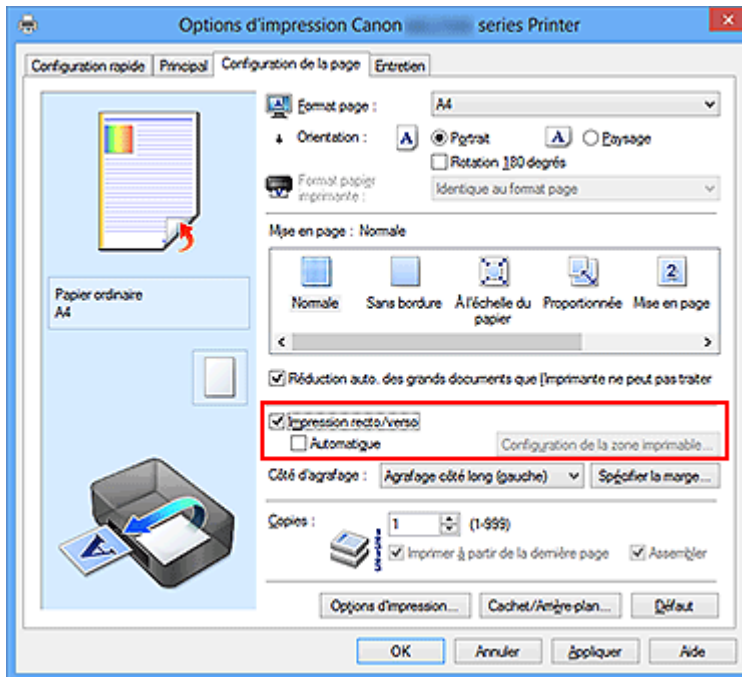 Options d'impression Canon series Printer
Configuration rapide Principal Configuration de la page Entretien
Format page : A4
Orientation : A Portrait A Paysage
Rotation 180 degrés
Format papier imprimante : Identique au format page
Mise en page : Normale
2
Normale Sans bordure À l'échelle du papier Proportionnée Mise en page
Papier ordinaire
A4
Réduction auto. des grands documents que l'imprimante ne peut pas traiter
Impression recto/verso
Automatique Configuration de la zone imprimable...
Côté d'agrafage : Agrafage côté long (gauche) Spécifier la marge...
Copies : 1 (1-999)
Imprimer à partir de la dernière page Assembler
Options d'impression... Cachet/Arrière-plan... Défaut
OK Annuler Appliquer Aide